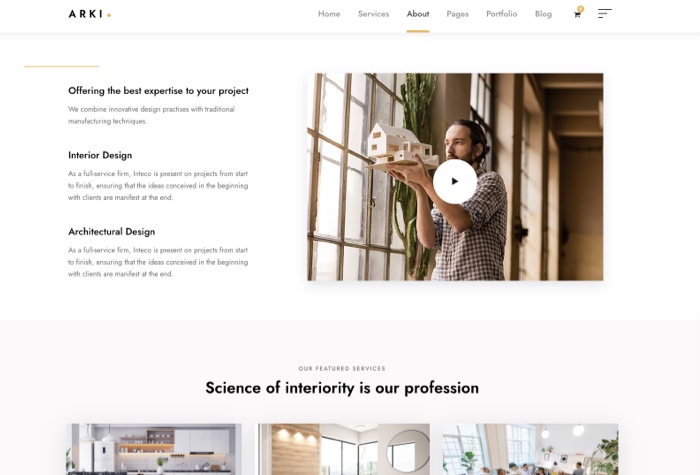 ARKI.
Home Services About Pages Portfolio Blog
Offering the best expertise to your project
We combine innovative design practises with traditional
manufacturing techniques.
Interior Design
As a full-service firm, Inteco is present on projects from start
to finish, ensuring that the ideas conceived in the beginning
with clients are manifest at the end.
Architectural Design
As a full-service firm, Inteco is present on projects from start
to finish, ensuring that the ideas conceived in the beginning
with clients are manifest at the end.
OUR FEATURED SERVICES
Science of interiority is our profession